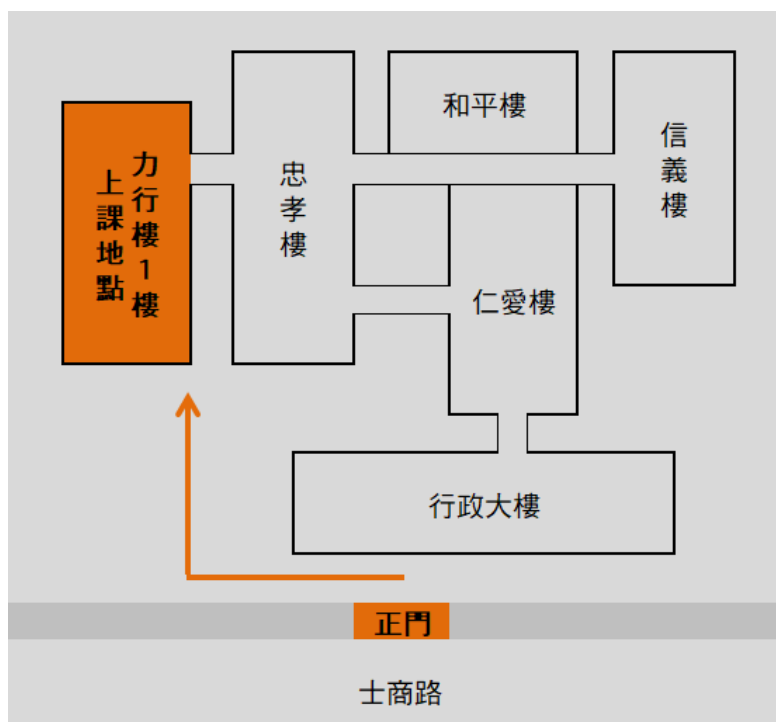 和平樓
信義樓
忠孝樓
力行樓1樓
上課地點
仁愛樓
行政大樓
正門
士商路